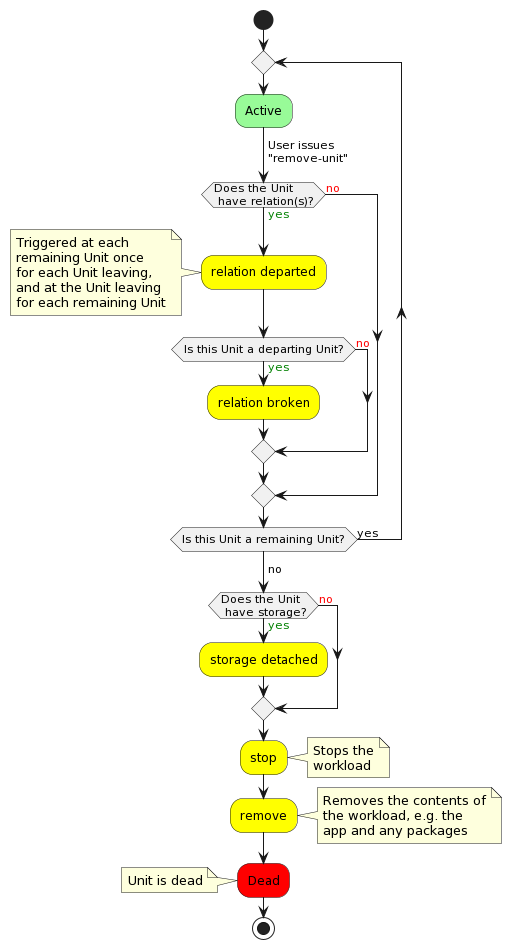 Active
User issues
"remove-unit"
Does the Unit
have relation(s)?
no
yes
Triggered at each
remaining Unit once
for each Unit leaving,
and at the Unit leaving
for each remaining Unit
relation departed
Is this Unit a departing Unit?
no
yes
relation broken
Is this Unit a remaining Unit?
yes
no
Does the Unit
have storage?
no
yes
storage detached
stop
Stops the
workload
remove
Removes the contents of
the workload, e.g. the
app and any packages
Unit is dead
Dead